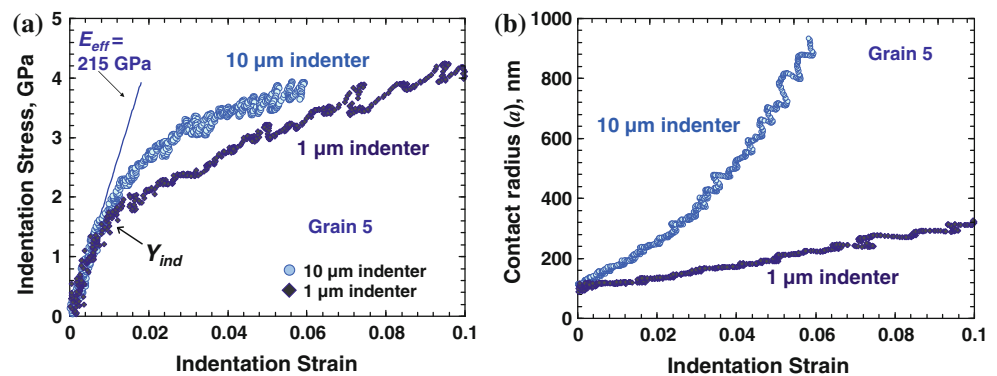 (a)
E_eff =
215 GPa
10 µm indenter
1 µm indenter
Y_ind
Grain 5
10 µm indenter
1 µm indenter
Indentation Stress, GPa
5
4
3
2
1
0
0 0.02 0.04 0.06 0.08 0.1
Indentation Strain
(b)
Grain 5
10 µm indenter
1 µm indenter
Contact radius (a), nm
1000
800
600
400
200
0
0 0.02 0.04 0.06 0.08 0.1
Indentation Strain